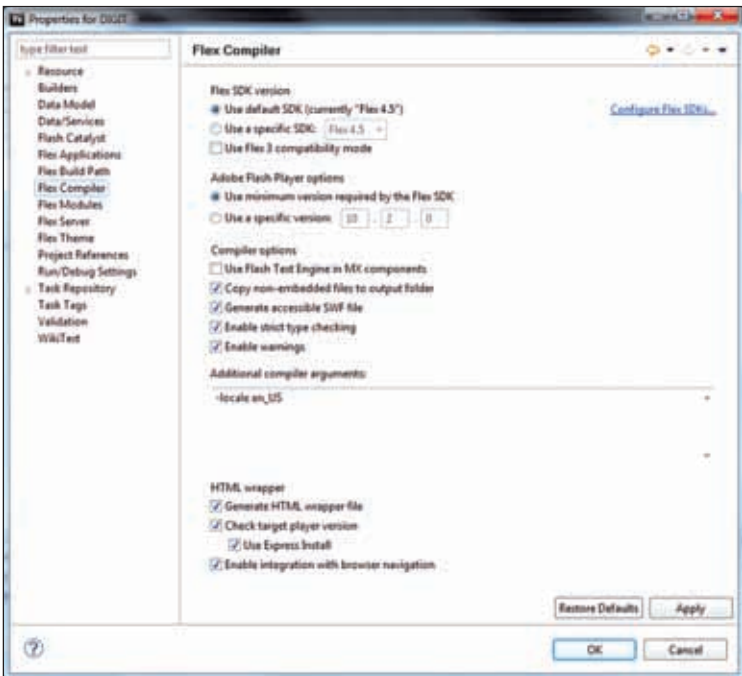 Properties for DIGIT
type filter text
Resource
Builders
Data Model
Data/Services
Flash Catalyst
Flex Applications
Flex Build Path
Flex Compiler
Flex Modules
Flex Server
Flex Theme
Project References
Run/Debug Settings
Task Repository
Task Tags
Validation
WikiText
Flex Compiler
Flex SDK version
Use default SDK (currently "Flex 4.5")
Configure Flex SDKs...
Use a specific SDK: Flex 4.5
Use Flex 3 compatibility mode
Adobe Flash Player options
Use minimum version required by the Flex SDK
Use a specific version: 10 . 2 . 0
Compiler options
Use Flash Text Engine in MX components
Copy non-embedded files to output folder
Generate accessible SWF file
Enable strict type checking
Enable warnings
Additional compiler arguments:
-locale en_US
HTML wrapper
Generate HTML wrapper file
Check target player version
Use Express Install
Enable integration with browser navigation
Restore Defaults Apply
OK Cancel